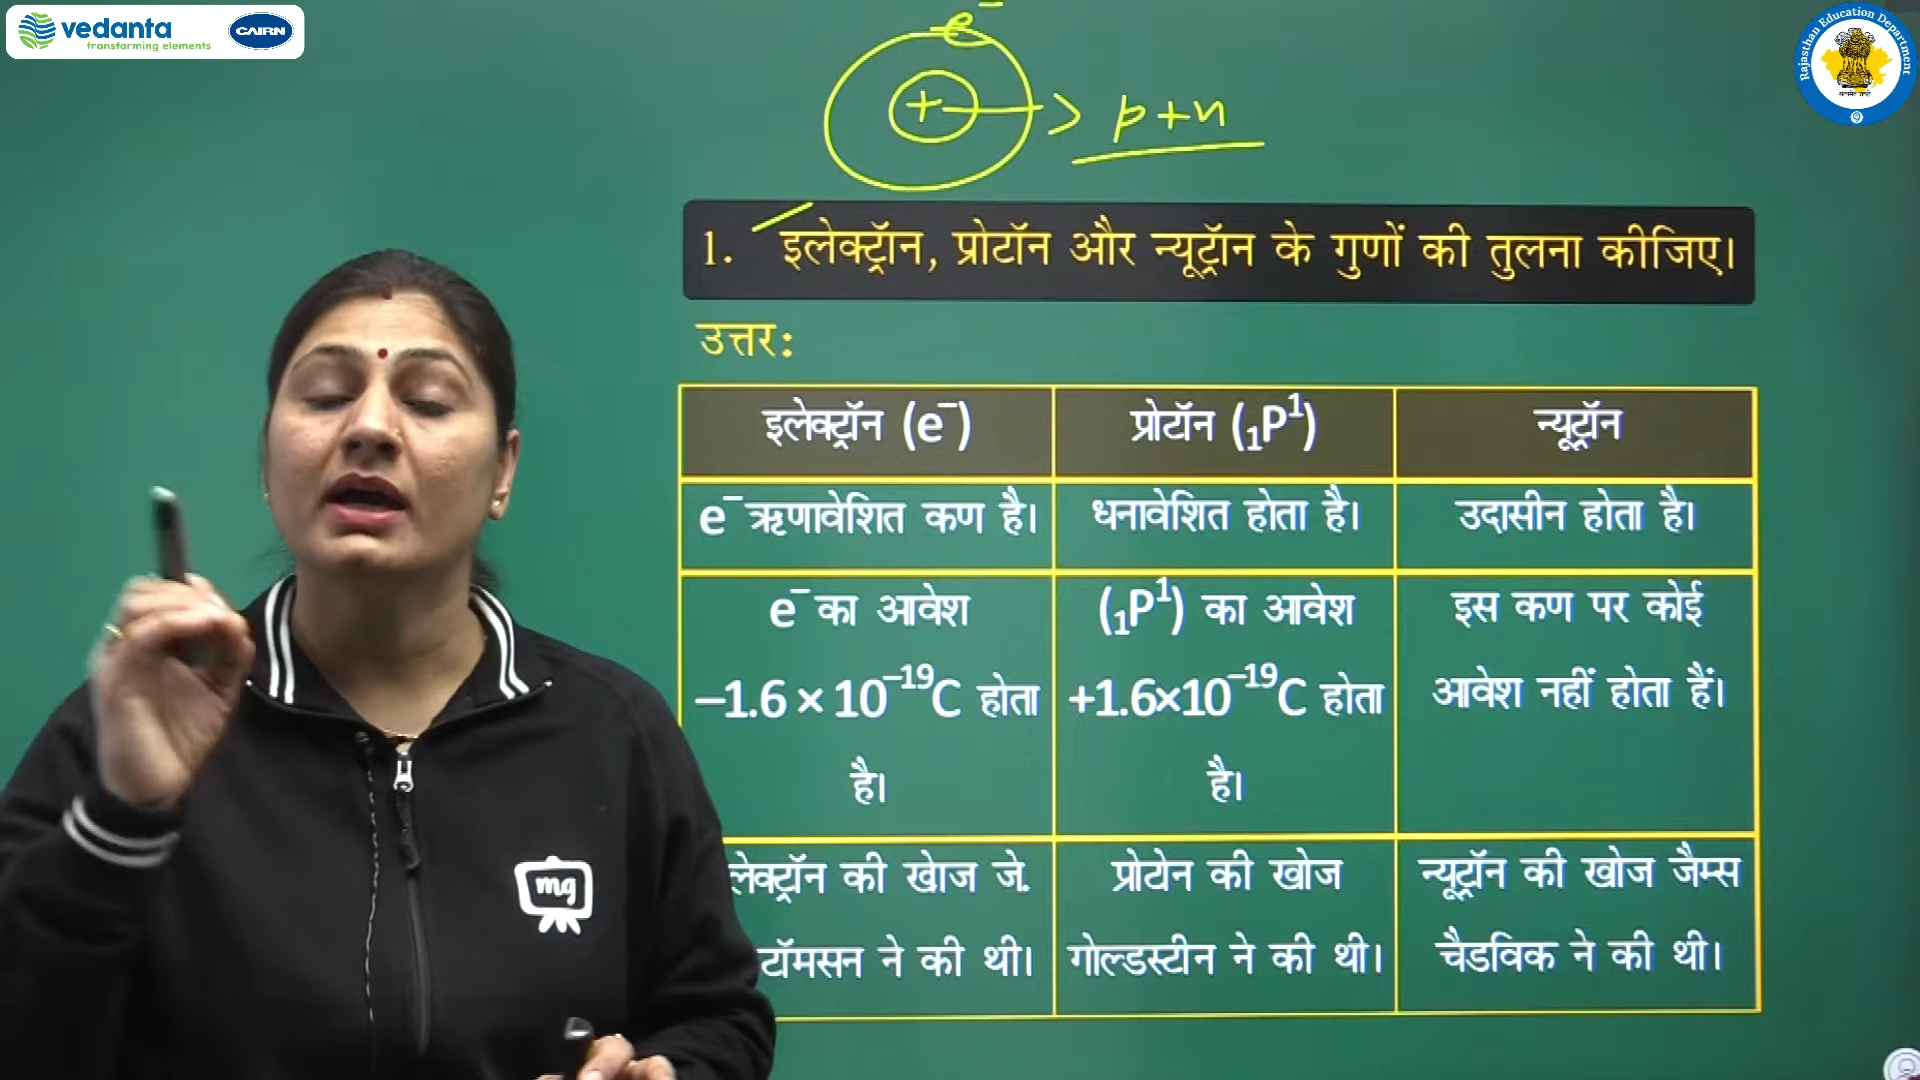 vedanta
transforming elements
CAIRN
Rajasthan Education Department
e⁻
+ p+n
1. इलेक्ट्रॉन, प्रोटॉन और न्यूट्रॉन के गुणों की तुलना कीजिए।
उत्तर:
इलेक्ट्रॉन (e⁻) प्रोटॉन (₁P¹) न्यूट्रॉन
e⁻ ऋणावेशित कण है। धनावेशित होता है। उदासीन होता है।
e⁻ का आवेश (₁P¹) का आवेश इस कण पर कोई
–1.6 × 10⁻¹⁹C होता +1.6×10⁻¹⁹C होता आवेश नहीं होता हैं।
है। है।
लेक्ट्रॉन की खोज जे. प्रोटोन की खोज न्यूट्रॉन की खोज जैम्स
टॉमसन ने की थी। गोल्डस्टीन ने की थी। चैडविक ने की थी।
mg